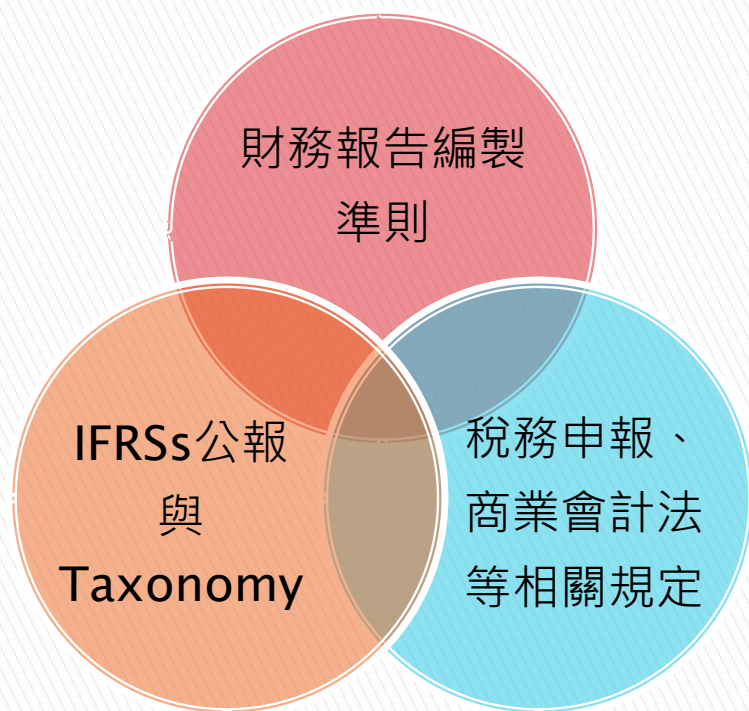 財務報告編製
準則
IFRSs公報
與
Taxonomy
稅務申報、
商業會計法
等相關規定